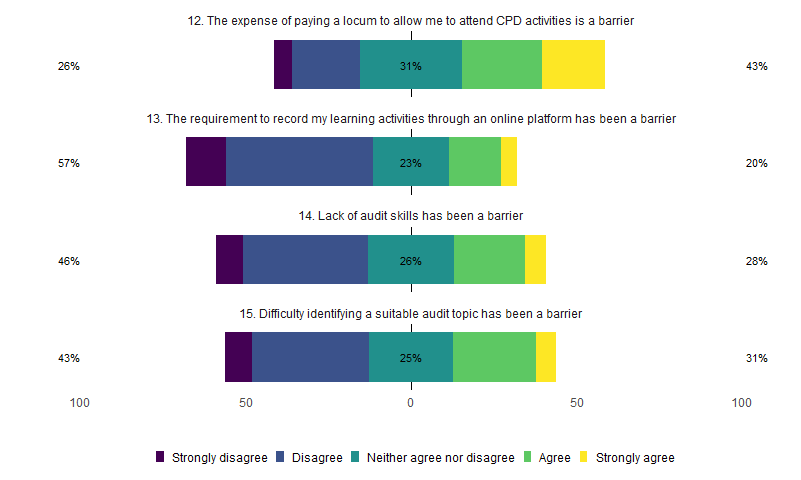 12. The expense of paying a locum to allow me to attend CPD activities is a barrier
26% 31% 43%
13. The requirement to record my learning activities through an online platform has been a barrier
57% 23% 20%
14. Lack of audit skills has been a barrier
46% 26% 28%
15. Difficulty identifying a suitable audit topic has been a barrier
43% 25% 31%
100 50 0 50 100
Strongly disagree Disagree Neither agree nor disagree Agree Strongly agree